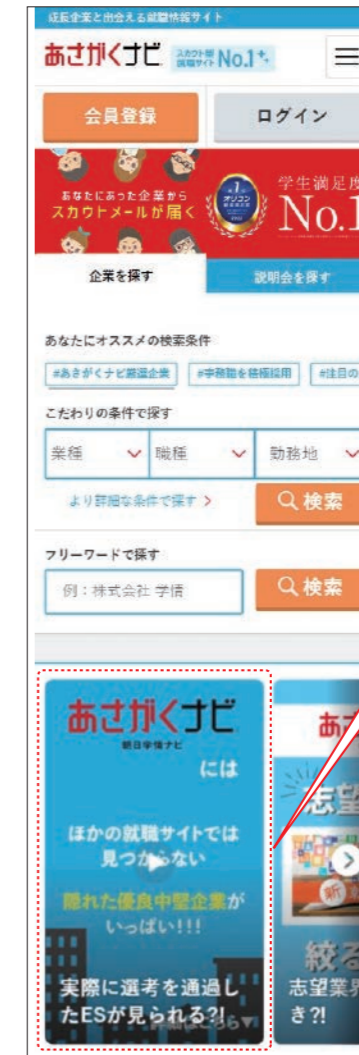 成長企業と出会える就職情報サイト
あさがくナビ
スカウト型就職サイト No.1
会員登録
ログイン
あなたにあった企業から
スカウトメールが届く
オリコン
学生満足度
No.1
企業を探す
説明会を探す
あなたにオススメの検索条件
#あさがくナビ厳選企業
#事務職を積極採用
#注目の
こだわりの条件で探す
業種
職種
勤務地
より詳細な条件で探す
検索
フリーワードで探す
例：株式会社 学情
検索
あさがくナビ
朝日学情ナビ
には
ほかの就職サイトでは
見つからない
隠れた優良中堅企業が
いっぱい!!!
実際に選考を通過し
たESが見られる?!
あさ
志望
新
絞る
志望業界
き?!